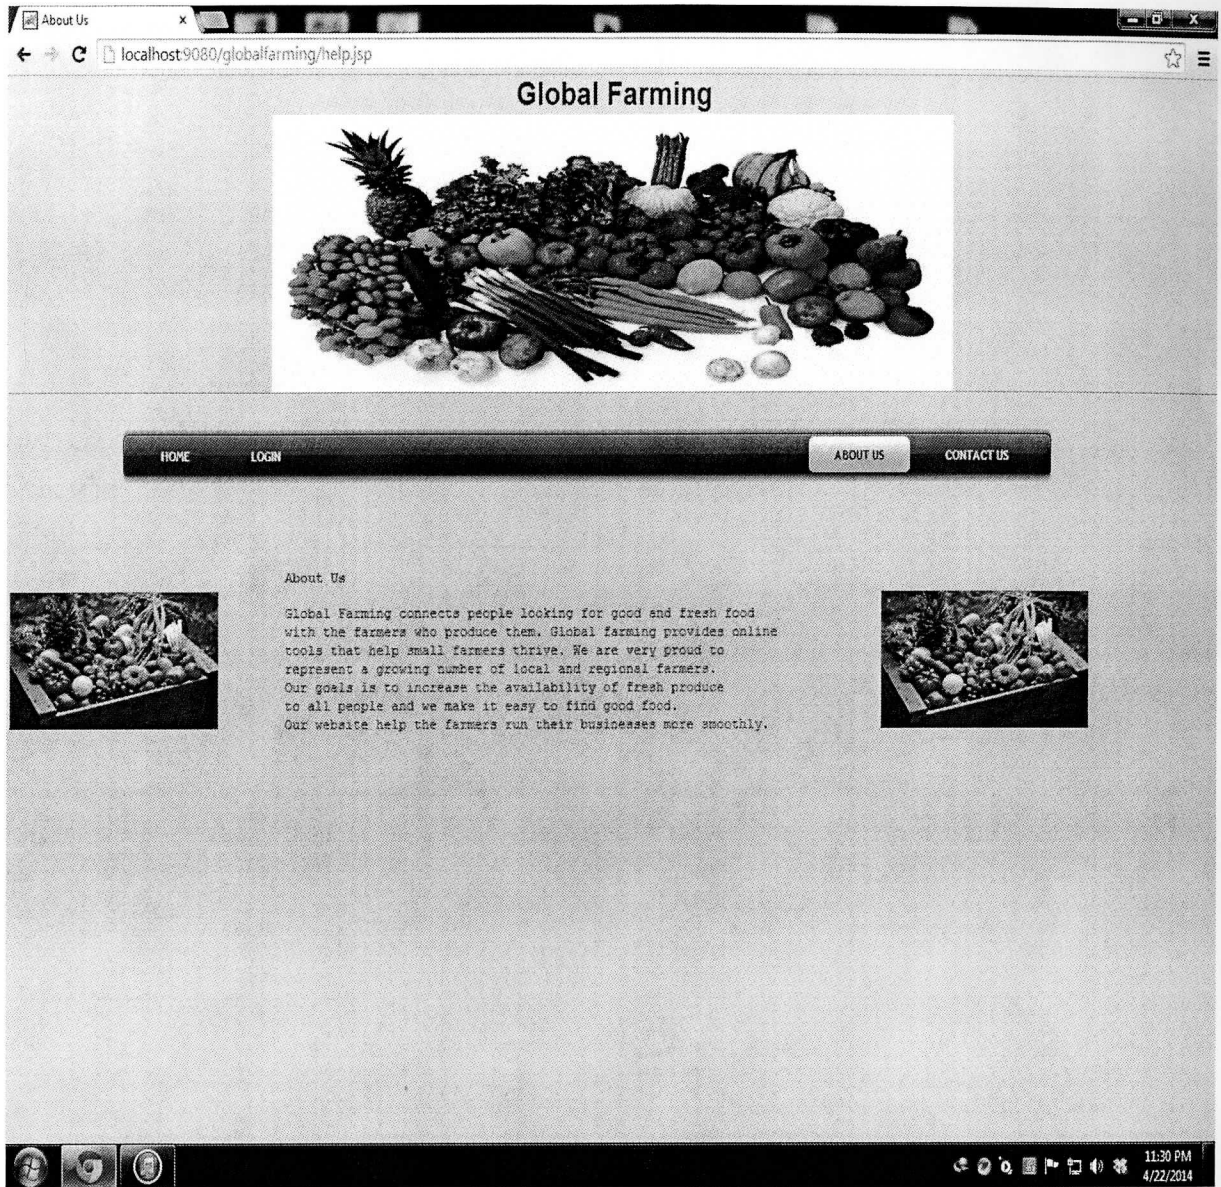 About Us
localhost:9080/globalfarming/help.jsp
Global Farming
HOME LOGIN ABOUT US CONTACT US
About Us
Global Farming connects people looking for good and fresh food
with the farmers who produce them. Global farming provides online
tools that help small farmers thrive. We are very proud to
represent a growing number of local and regional farmers.
Our goals is to increase the availability of fresh produce
to all people and we make it easy to find good food.
Our website help the farmers run their businesses more smoothly.
11:30 PM
4/22/2014